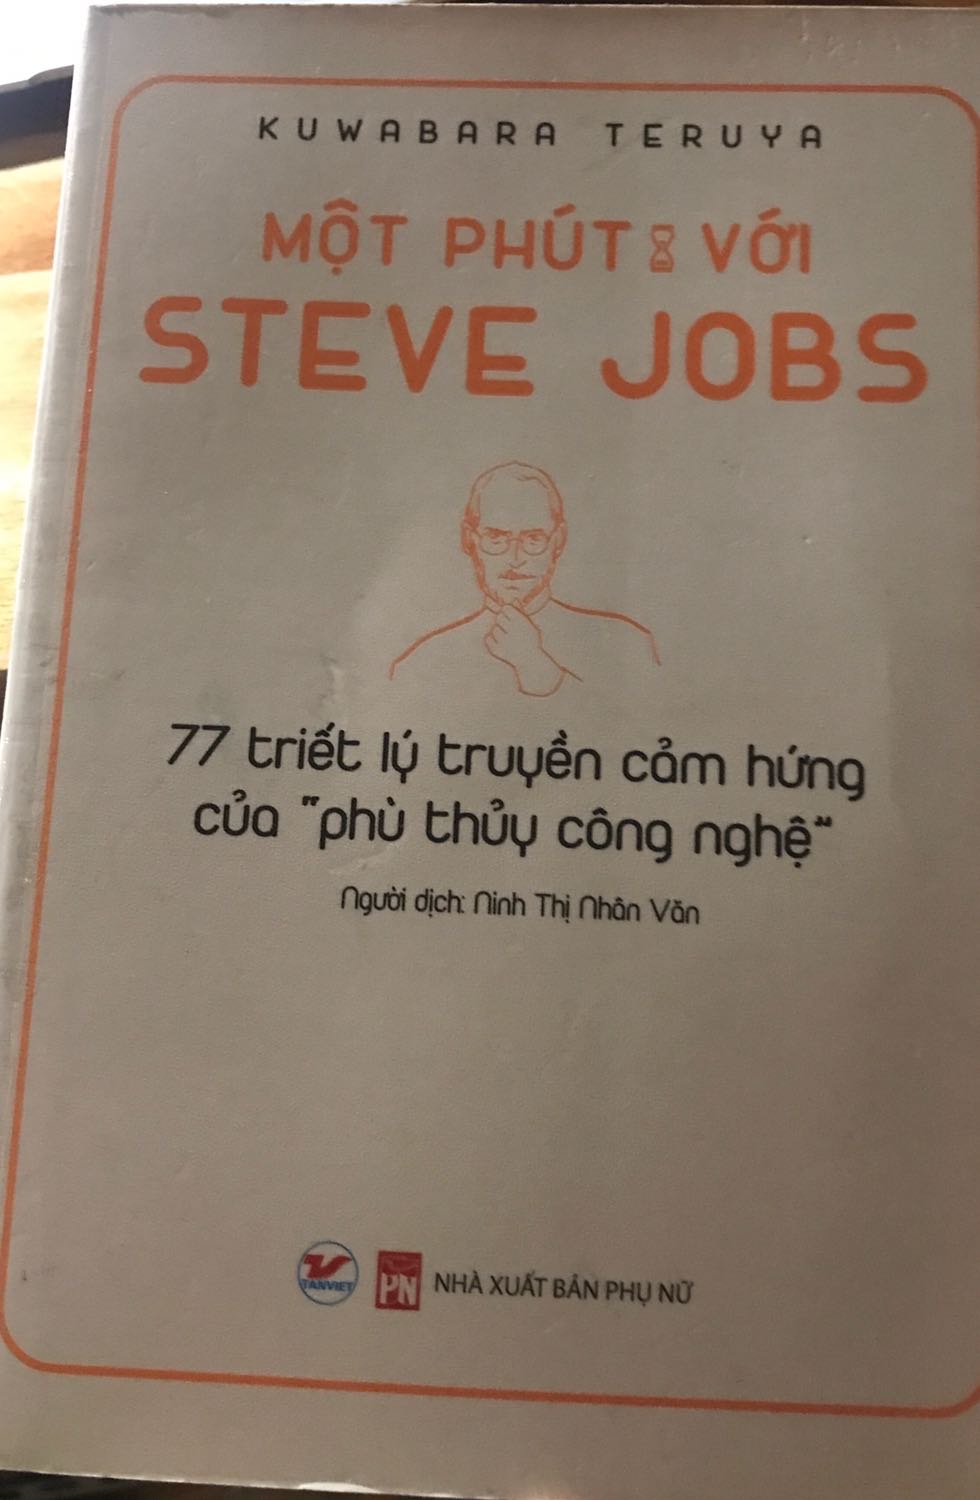 KUWABARA TERUYA
MỘT PHÚT VỚI
STEVE JOBS
77 triết lý truyền cảm hứng
của "phù thủy công nghệ"
Người dịch: Ninh Thị Nhân Văn
TANVIET PN NHÀ XUẤT BẢN PHỤ NỮ